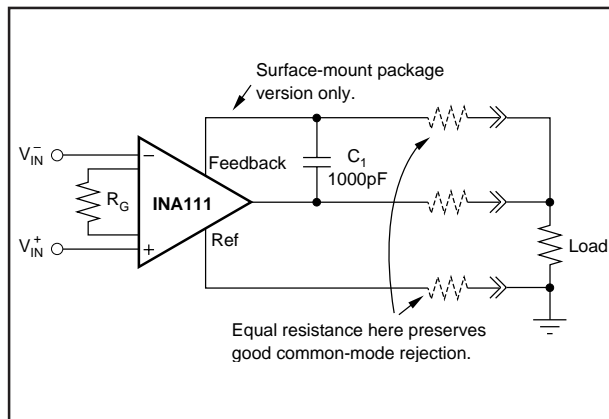 Surface-mount package
version only.
V−IN
−
Feedback
C1
1000pF
RG
INA111
V+IN
+
Ref
Load
Equal resistance here preserves
good common-mode rejection.